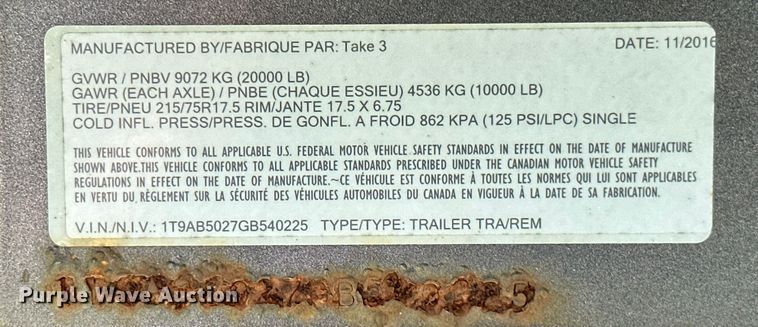 MANUFACTURED BY/FABRIQUE PAR: Take 3 DATE: 11/2016
GVWR / PNBV 9072 KG (20000 LB)
GAWR (EACH AXLE) / PNBE (CHAQUE ESSIEU) 4536 KG (10000 LB)
TIRE/PNEU 215/75R17.5 RIM/JANTE 17.5 X 6.75
COLD INFL. PRESS/PRESS. DE GONFL. A FROID 862 KPA (125 PSI/LPC) SINGLE
THIS VEHICLE CONFORMS TO ALL APPLICABLE U.S. FEDERAL MOTOR VEHICLE SAFETY STANDARDS IN EFFECT ON THE DATE OF MANUFACTURE
SHOWN ABOVE.THIS VEHICLE CONFORMS TO ALL APPLICABLE STANDARDS PRESCRIBED UNDER THE CANADIAN MOTOR VEHICLE SAFETY
REGULATIONS IN EFFECT ON THE DATE OF MANUFACTURE.~CE VÉHICULE EST CONFORME À TOUTES LES NORMES QUI LUI SONT APPLICABLES
EN VERTU DU RÈGLEMENT SUR LA SÉCURITÉ DES VÉHICULES AUTOMOBILES DU CANADA EN VIGUEUR À LA DATE DE SA FABRICATION.
V.I.N./N.I.V.: 1T9AB5027GB540225 TYPE/TYPE: TRAILER TRA/REM
Purple Wave Auction